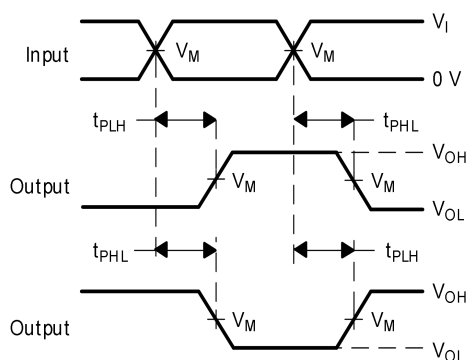 V_I
Input V_M V_M
0 V
t_PLH t_PHL
V_OH
Output V_M V_M
V_OL
t_PHL t_PLH
V_OH
Output V_M V_M
V_OL